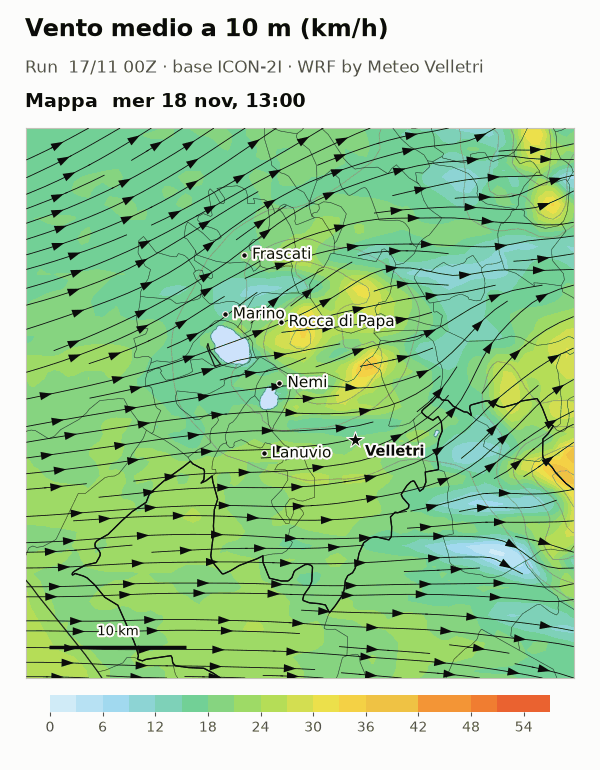 Vento medio a 10 m (km/h)
Run 17/11 00Z · base ICON-2I · WRF by Meteo Velletri
Mappa mer 18 nov, 13:00
Frascati
Marino
Rocca di Papa
Nemi
Velletri
Lanuvio
10 km
0 6 12 18 24 30 36 42 48 54